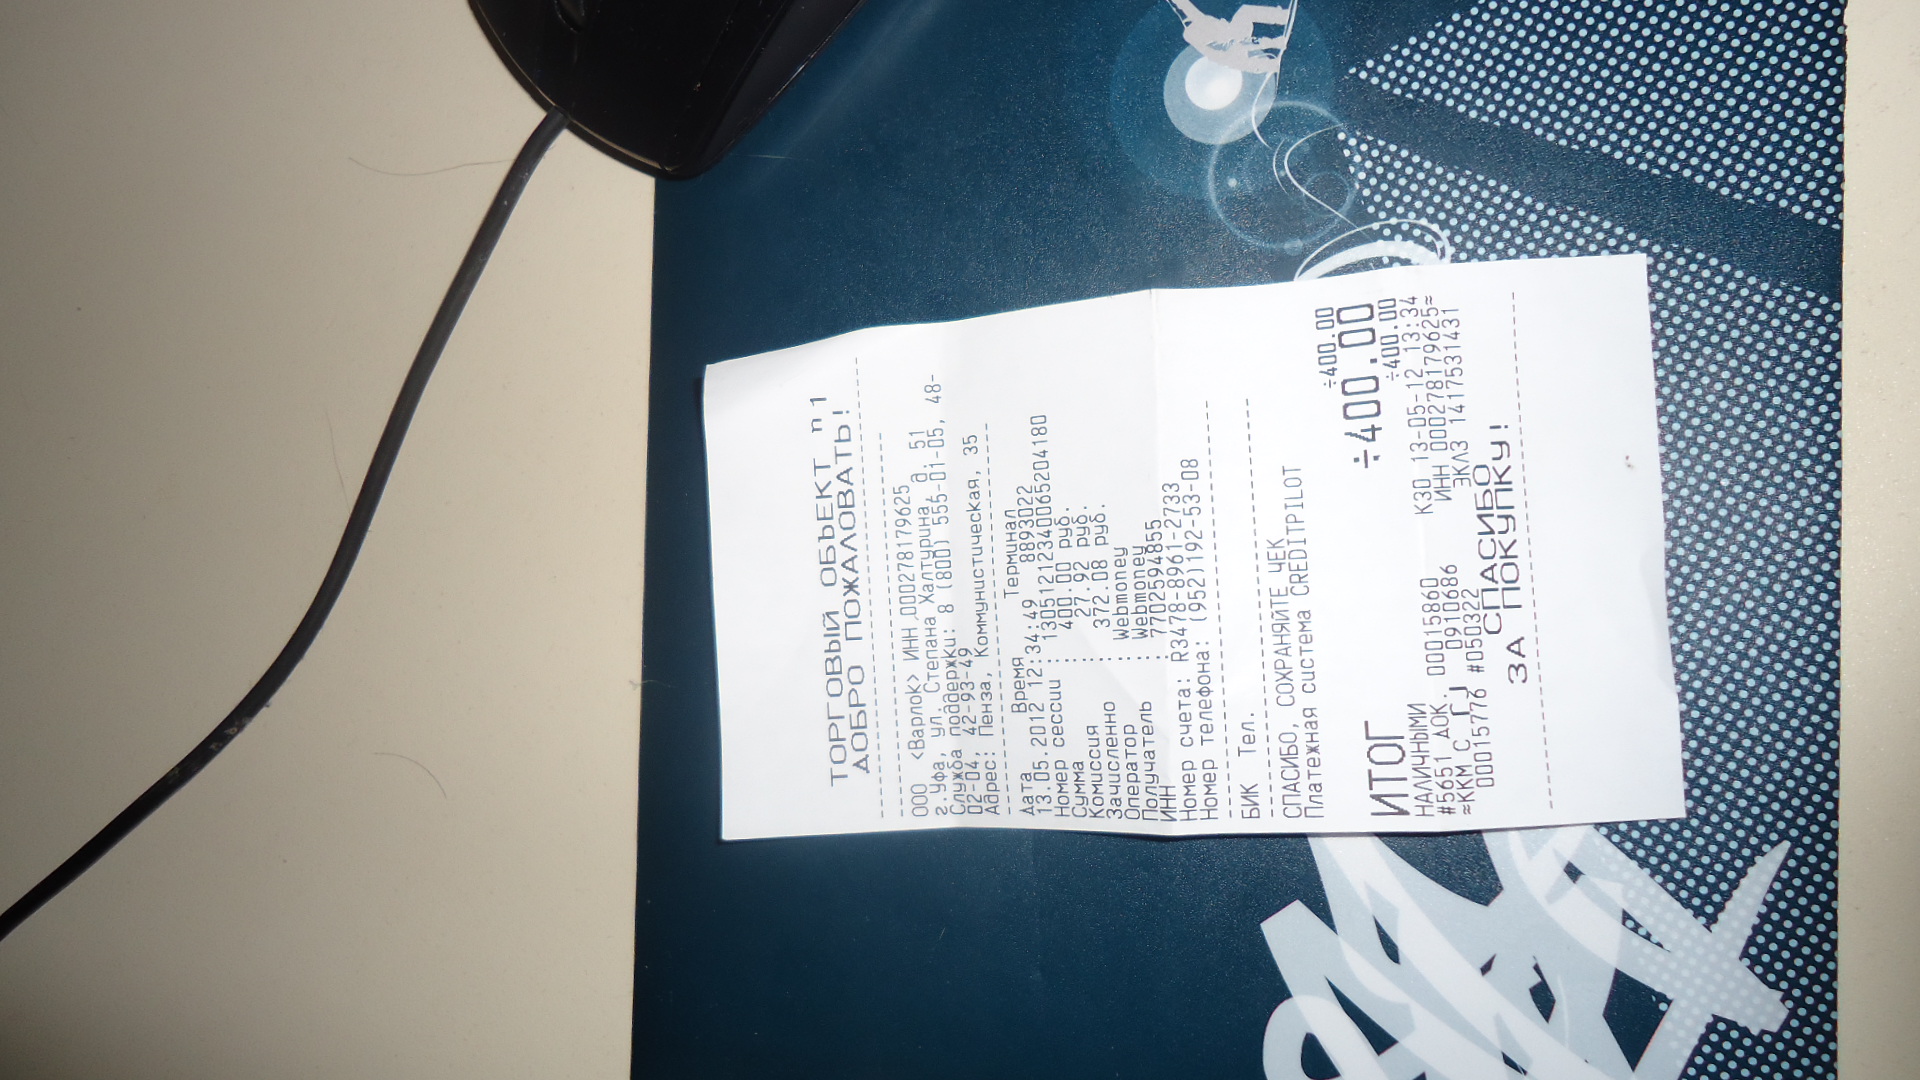 ТОРГОВЫЙ ОБЪЕКТ n1
ДОБРО ПОЖАЛОВАТЬ!
ООО <Варлок> ИНН 000278179625
г.Уфа, ул. Степана Халтурина, д. 51
Служба поддержки: 8 (800) 555-01-05, 48-
02-04, 42-93-49
Адрес: Пенза, Коммунистическая, 35
Дата Время Терминал
13.05.2012 12:34:49 8893022
Номер сессии : 13051212340065204180
Сумма : 400.00 руб.
Комиссия : 27.92 руб.
Зачисленно : 372.08 руб.
Оператор : Webmoney
Получатель : Webmoney
ИНН : 7702594855
Номер счета: R3478-8961-2733
Номер телефона: (952)192-53-08
БИК Тел.
СПАСИБО, СОХРАНЯЙТЕ ЧЕК
Платежная система CREDITPILOT
÷400.00
ИТОГ ÷400.00
НАЛИЧНЫМИ ÷400.00
#5651 ДОК. 00015860 К30 13-05-12 13:34
≈ККМ С ГJ 0910686 ИНН 000278179625≈
00015776 #050322 ЭКЛЗ 1417531431
СПАСИБО
ЗА ПОКУПКУ!